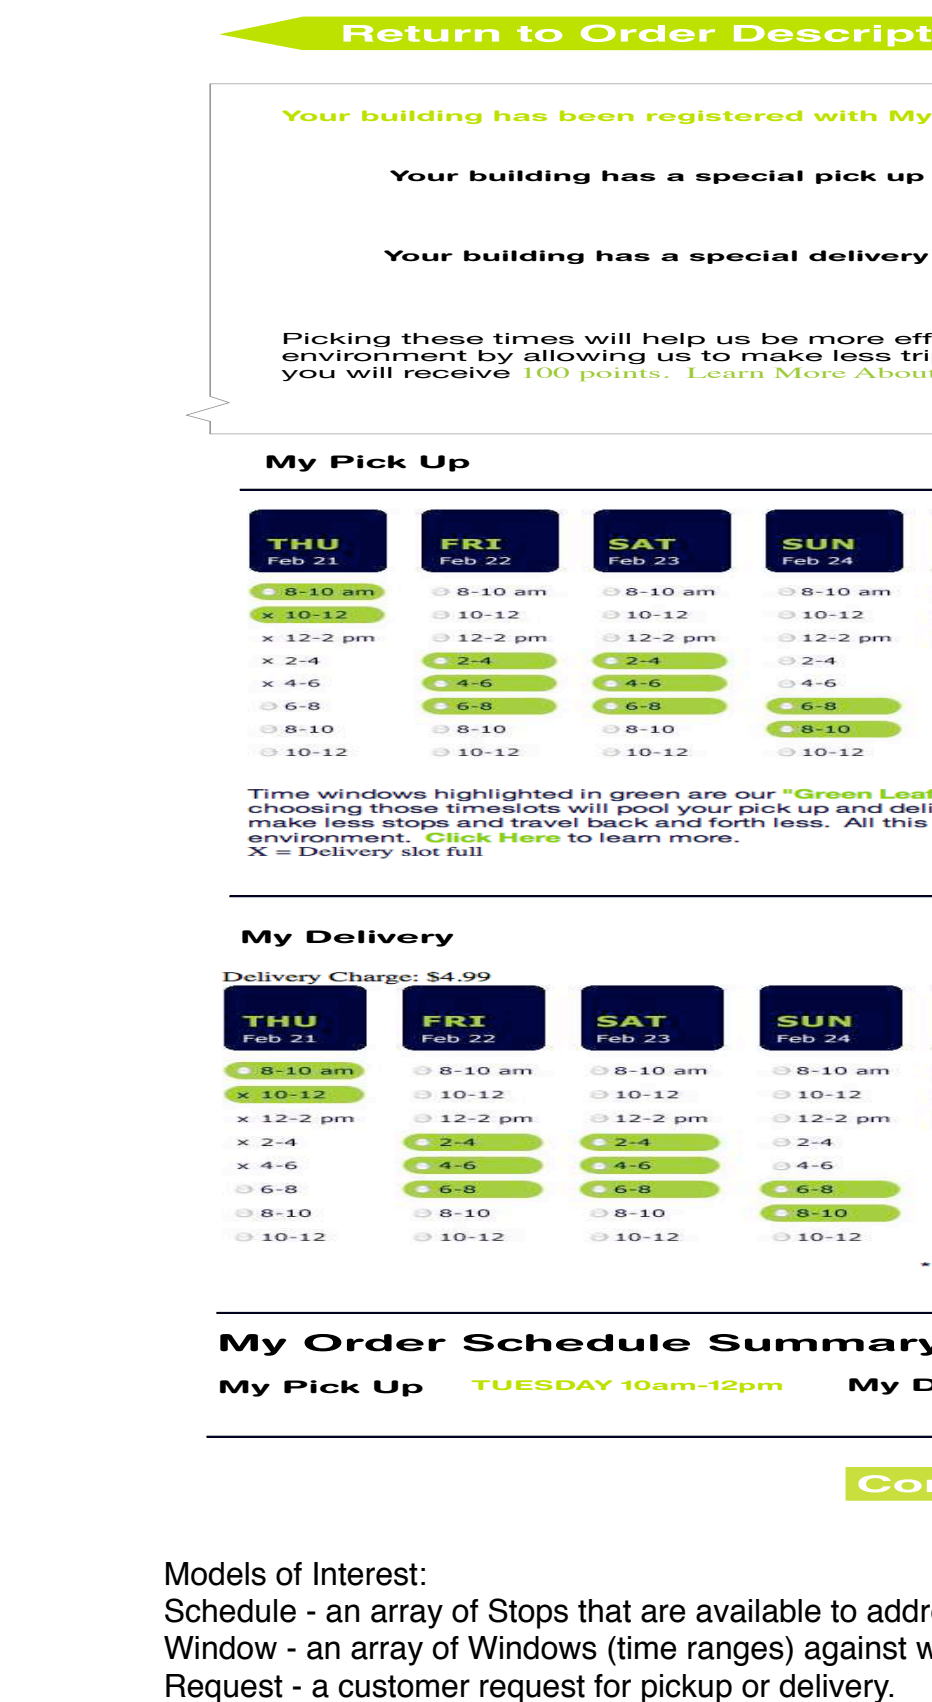 Return to Order Descript
Your building has been registered with My
Your building has a special pick up
Your building has a special delivery
Picking these times will help us be more eff
environment by allowing us to make less tri
you will receive 100 points. Learn More About
My Pick Up
THU FRI SAT SUN
Feb 21 Feb 22 Feb 23 Feb 24
8-10 am 8-10 am 8-10 am 8-10 am
x 10-12 10-12 10-12 10-12
x 12-2 pm 12-2 pm 12-2 pm 12-2 pm
x 2-4 2-4 2-4 2-4
x 4-6 4-6 4-6 4-6
6-8 6-8 6-8 6-8
8-10 8-10 8-10 8-10
10-12 10-12 10-12 10-12
Time windows highlighted in green are our "Green Leaf
choosing those timeslots will pool your pick up and deli
make less stops and travel back and forth less. All this
environment. Click Here to learn more.
X = Delivery slot full
My Delivery
Delivery Charge: $4.99
THU FRI SAT SUN
Feb 21 Feb 22 Feb 23 Feb 24
8-10 am 8-10 am 8-10 am 8-10 am
x 10-12 10-12 10-12 10-12
x 12-2 pm 12-2 pm 12-2 pm 12-2 pm
x 2-4 2-4 2-4 2-4
x 4-6 4-6 4-6 4-6
6-8 6-8 6-8 6-8
8-10 8-10 8-10 8-10
10-12 10-12 10-12 10-12
*
My Order Schedule Summary
My Pick Up TUESDAY 10am-12pm My D
Con
Models of Interest:
Schedule - an array of Stops that are available to addre
Window - an array of Windows (time ranges) against w
Request - a customer request for pickup or delivery.